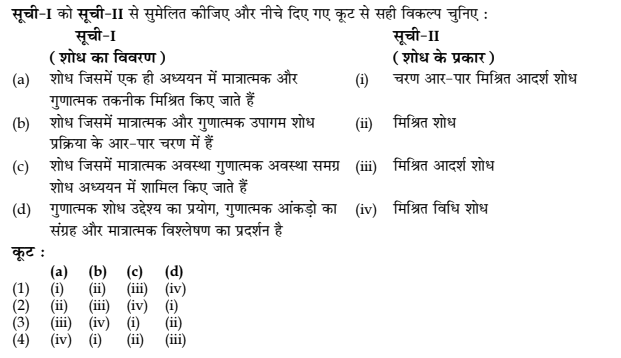 सूची-I को सूची-II से सुमेलित कीजिए और नीचे दिए गए कूट से सही विकल्प चुनिए :
सूची-I सूची-II
( शोध का विवरण ) ( शोध के प्रकार )
(a) शोध जिसमें एक ही अध्ययन में मात्रात्मक और (i) चरण आर-पार मिश्रित आदर्श शोध
गुणात्मक तकनीक मिश्रित किए जाते हैं
(b) शोध जिसमें मात्रात्मक और गुणात्मक उपागम शोध (ii) मिश्रित शोध
प्रक्रिया के आर-पार चरण में हैं
(c) शोध जिसमें मात्रात्मक अवस्था गुणात्मक अवस्था समग्र (iii) मिश्रित आदर्श शोध
शोध अध्ययन में शामिल किए जाते हैं
(d) गुणात्मक शोध उद्देश्य का प्रयोग, गुणात्मक आंकड़ो का (iv) मिश्रित विधि शोध
संग्रह और मात्रात्मक विश्लेषण का प्रदर्शन है
कूट :
(a) (b) (c) (d)
(1) (i) (ii) (iii) (iv)
(2) (ii) (iii) (iv) (i)
(3) (iii) (iv) (i) (ii)
(4) (iv) (i) (ii) (iii)